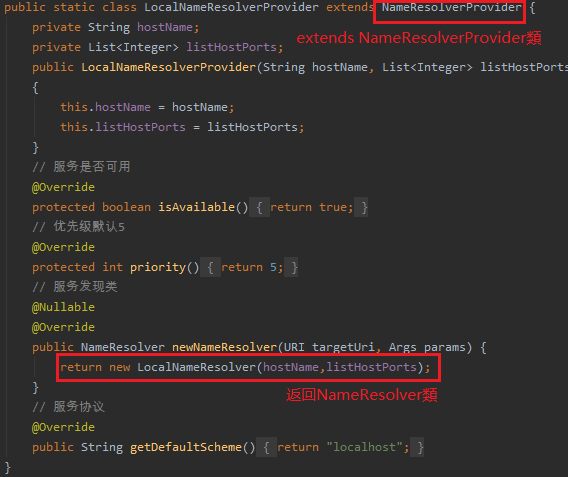 public static class LocalNameResolverProvider extends NameResolverProvider {
private String hostName;
extends NameResolverProvider類
private List<Integer> listHostPorts;
public LocalNameResolverProvider(String hostName, List<Integer> listHostPorts
{
this.hostName = hostName;
this.listHostPorts = listHostPorts;
}
// 服务是否可用
@Override
protected boolean isAvailable() { return true; }
// 优先级默认5
@Override
protected int priority() { return 5; }
// 服务发现类
@Nullable
@Override
public NameResolver newNameResolver(URI targetUri, Args params) {
return new LocalNameResolver(hostName,listHostPorts);
}
返回NameResolver類
// 服务协议
@Override
public String getDefaultScheme() { return "localhost"; }
}